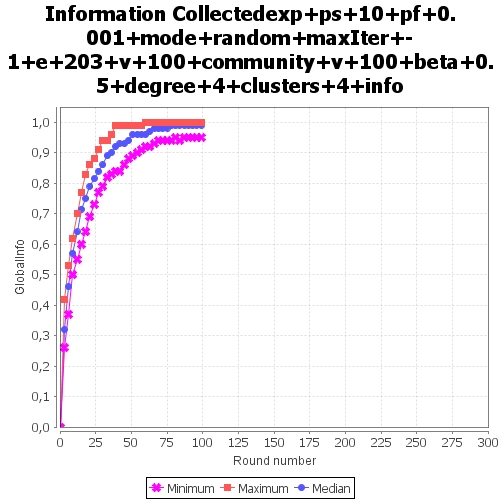 Information Collectedexp+ps+10+pf+0.
001+mode+random+maxIter+-
1+e+203+v+100+community+v+100+beta+0.
5+degree+4+clusters+4+info
1,0
0,9
0,8
0,7
0,6
0,5
0,4
0,3
0,2
0,1
0,0
GlobalInfo
0 25 50 75 100 125 150 175 200 225 250 275 300
Round number
Minimum Maximum Median